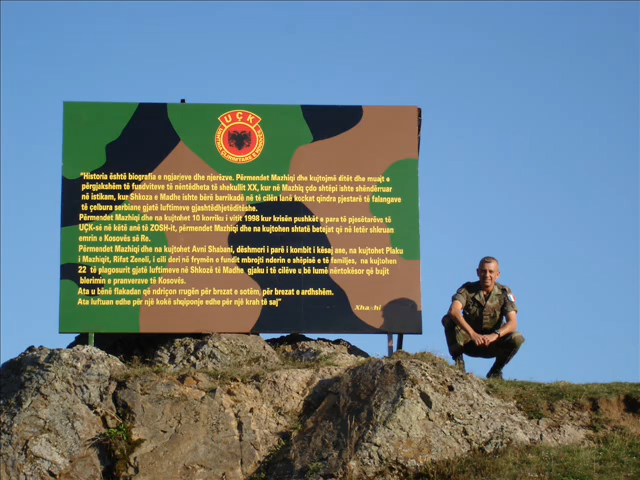 UÇK
"Historia është biografia e ngjarjeve dhe njerëzve. Përmendet Mazhiqi dhe kujtojmë ditët dhe muajt e
përgjakshëm të fundviteve të nëntëdheta të shekullit XX, kur në Mazhiq çdo shtëpi ishte shëndërruar
në istikam, kur Shkoza e Madhe ishte bërë barrikadë në të cilën lanë kockat qindra pjestarë të falangave
të çelbura serbiane gjatë luftimeve gjashtëdhjetëditëshe.
Përmendet Mazhiqi dhe na kujtohet 10 korriku i vitit 1998 kur krisën pushkët e para të pjesëtarëve të
UÇK-së në këtë anë të ZOSH-it, përmendet Mazhiqi dhe na kujtohen shtatë betejat që në letër shkruan
emrin e Kosovës së Re.
Përmendet Mazhiqi dhe na kujtohet Avni Shabani, dëshmori i parë i kombit i kësaj ane, na kujtohet Plaku
i Mazhiqit, Rifat Zeneli, i cili deri në frymën e fundit mbrojti nderin e shtëpisë e të familjes, na kujtohen
22 të plagosurit gjatë luftimeve në Shkozë të Madhe, gjaku i të cilëve u bë lumë nëntokësor që bujit
blerimin e pranverave të Kosovës.
Ata u bënë flakadan që ndriçon rrugën për brezat e sotëm, për brezat e ardhshëm.
Ata luftuan edhe për një kokë shqiponje edhe për një krah të saj"